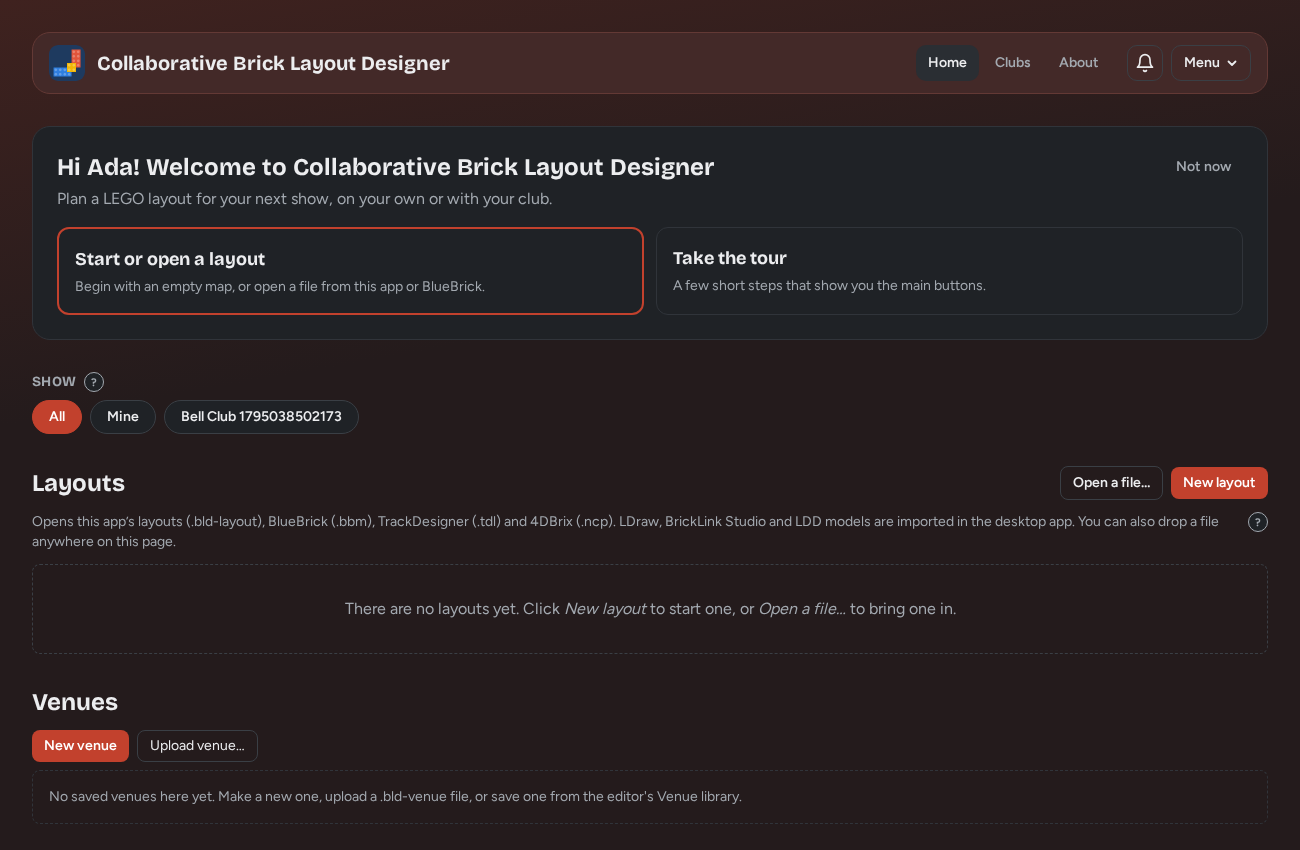 Collaborative Brick Layout Designer
Home
Clubs
About
Menu
Hi Ada! Welcome to Collaborative Brick Layout Designer
Not now
Plan a LEGO layout for your next show, on your own or with your club.
Start or open a layout
Begin with an empty map, or open a file from this app or BlueBrick.
Take the tour
A few short steps that show you the main buttons.
SHOW ?
All
Mine
Bell Club 1795038502173
Layouts
Open a file...
New layout
Opens this app's layouts (.bld-layout), BlueBrick (.bbm), TrackDesigner (.tdl) and 4DBrix (.ncp). LDraw, BrickLink Studio and LDD models are imported in the desktop app. You can also drop a file
anywhere on this page.
?
There are no layouts yet. Click New layout to start one, or Open a file... to bring one in.
Venues
New venue
Upload venue...
No saved venues here yet. Make a new one, upload a .bld-venue file, or save one from the editor's Venue library.